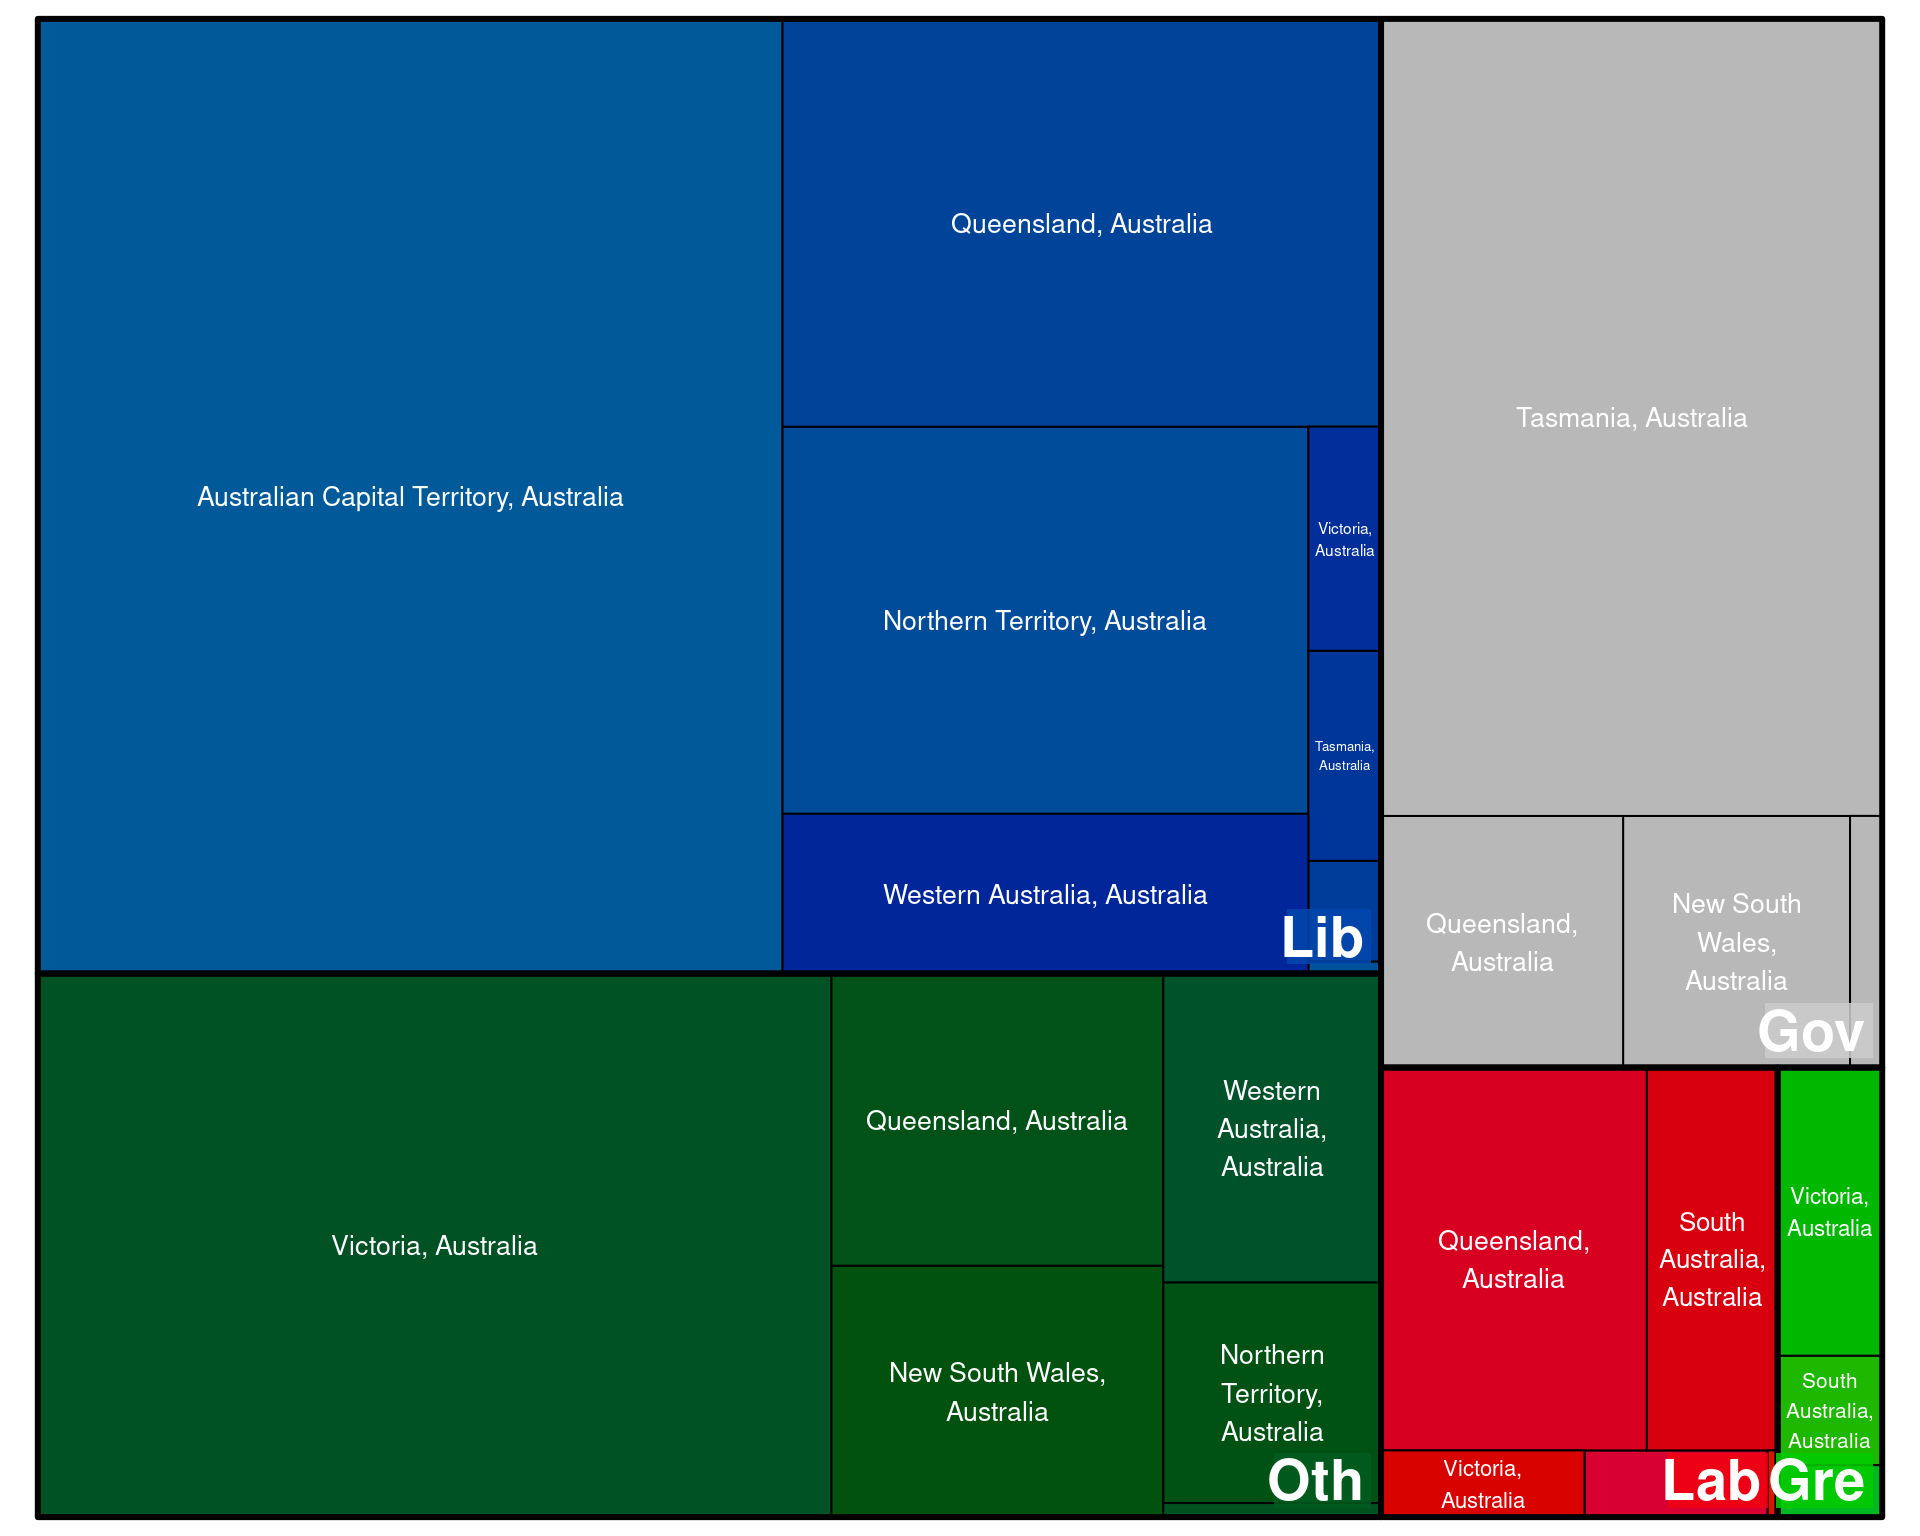 Australian Capital Territory, Australia
Queensland, Australia
Northern Territory, Australia
Victoria,
Australia
Tasmania,
Australia
Western Australia, Australia
Lib
Tasmania, Australia
Queensland,
Australia
New South
Wales,
Australia
Gov
Victoria, Australia
Queensland, Australia
New South Wales,
Australia
Western
Australia,
Australia
Northern
Territory,
Australia
Oth
Queensland,
Australia
South
Australia,
Australia
Victoria,
Australia
Lab
Victoria,
Australia
South
Australia,
Australia
Gre